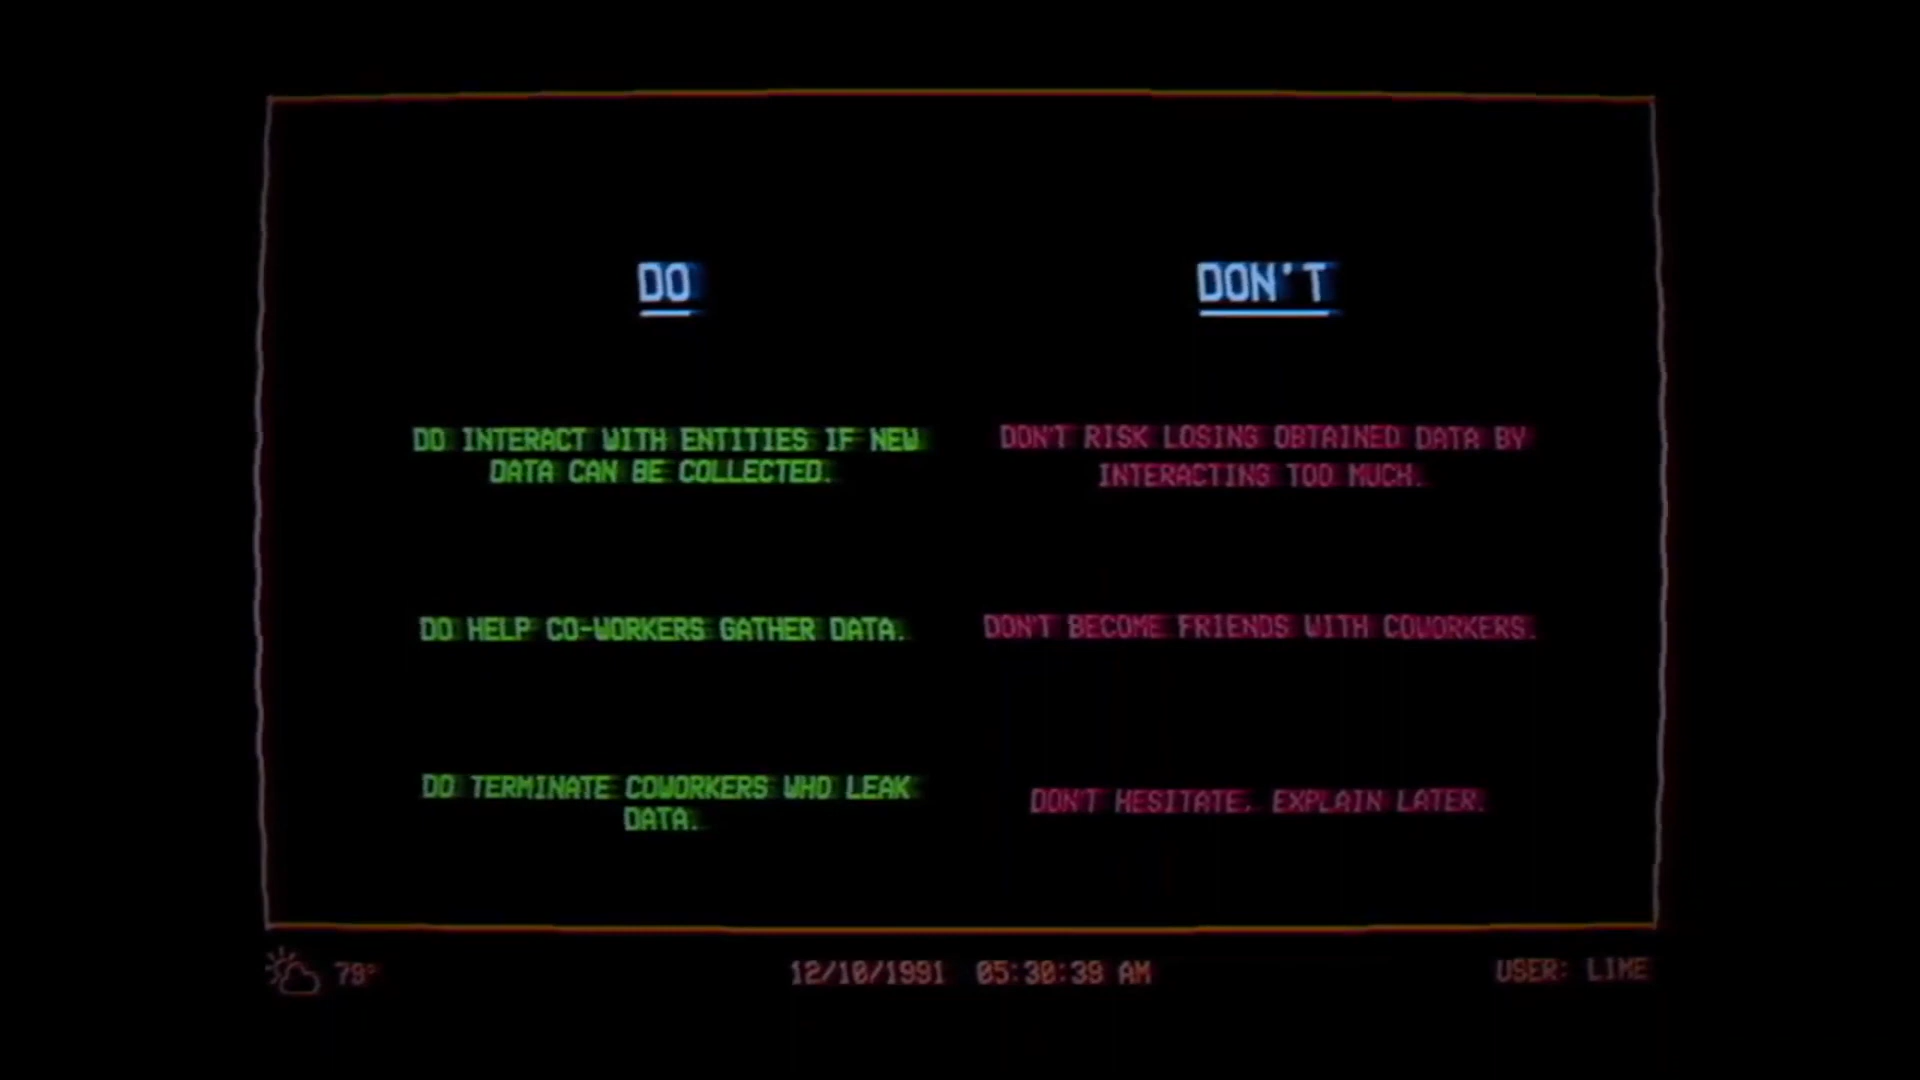 DO
DON'T
DO INTERACT WITH ENTITIES IF NEW
DATA CAN BE COLLECTED.
DON'T RISK LOSING OBTAINED DATA BY
INTERACTING TOO MUCH.
DO HELP CO-WORKERS GATHER DATA.
DON'T BECOME FRIENDS WITH COWORKERS.
DO TERMINATE COWORKERS WHO LEAK
DATA.
DON'T HESITATE, EXPLAIN LATER.
79°
12/10/1991 05:30:39 AM
USER: LIME